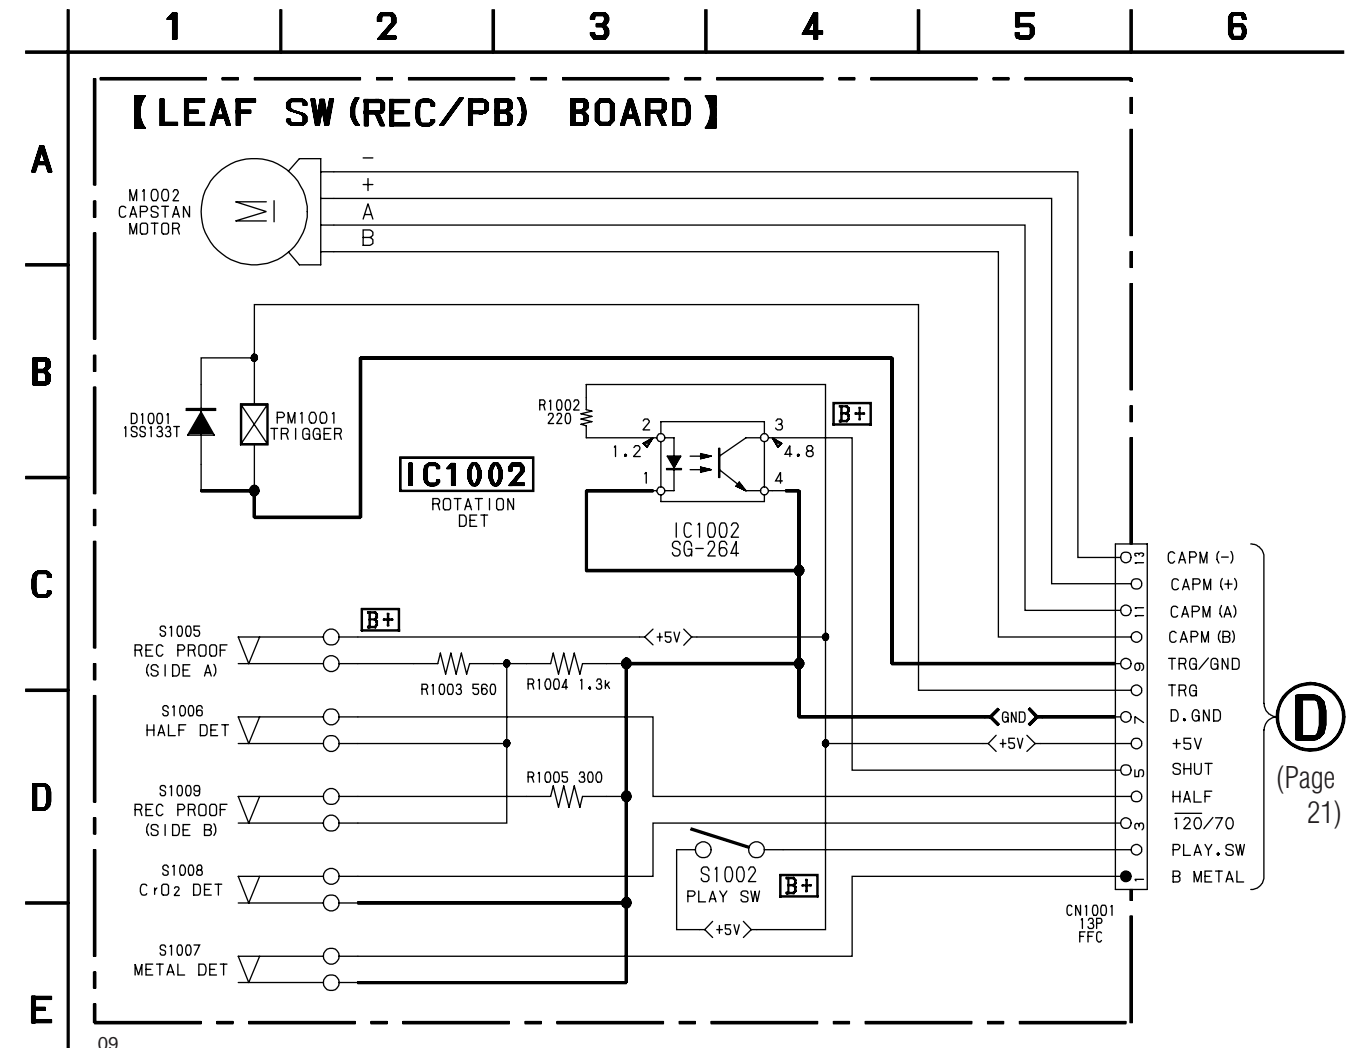 1 2 3 4 5 6
A
B
C
D
E
【LEAF SW (REC/PB) BOARD】
M1002
CAPSTAN
MOTOR
M
−
+
A
B
D1001
1SS133T
PM1001
TRIGGER
R1002
220
2
1.2
1
3
4.8
4
B+
IC1002
ROTATION
DET
IC1002
SG-264
S1005
REC PROOF
(SIDE A)
B+
+5V
R1003 560
R1004 1.3k
S1006
HALF DET
GND
+5V
S1009
REC PROOF
(SIDE B)
R1005 300
S1008
CrO2 DET
S1002
PLAY SW
B+
+5V
S1007
METAL DET
13 CAPM (−)
CAPM (+)
11 CAPM (A)
CAPM (B)
9 TRG/GND
TRG
7 D.GND
+5V
5 SHUT
HALF
3 120/70
PLAY.SW
1 B METAL
CN1001
13P
FFC
D
(Page
21)
09